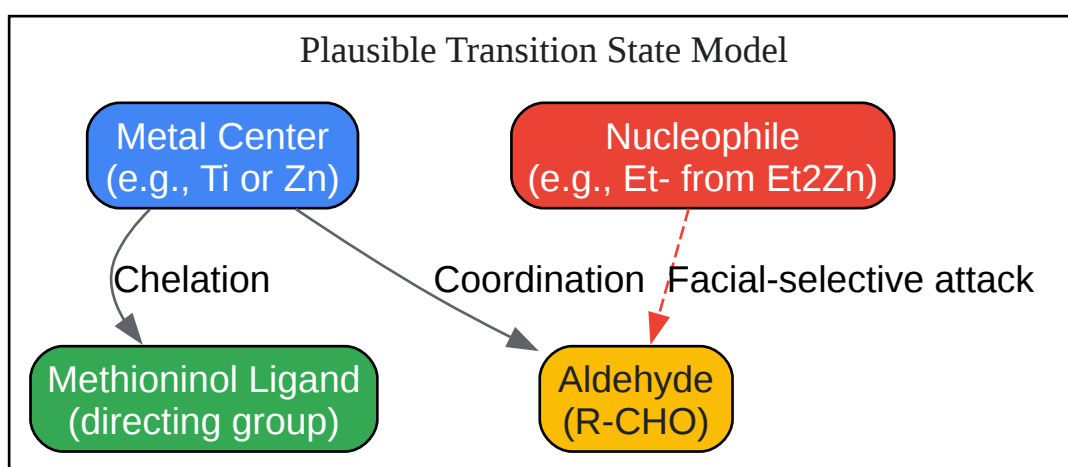 Plausible Transition State Model
Metal Center
(e.g., Ti or Zn)
Nucleophile
(e.g., Et- from Et2Zn)
Chelation
Coordination
Facial-selective attack
Methioninol Ligand
(directing group)
Aldehyde
(R-CHO)